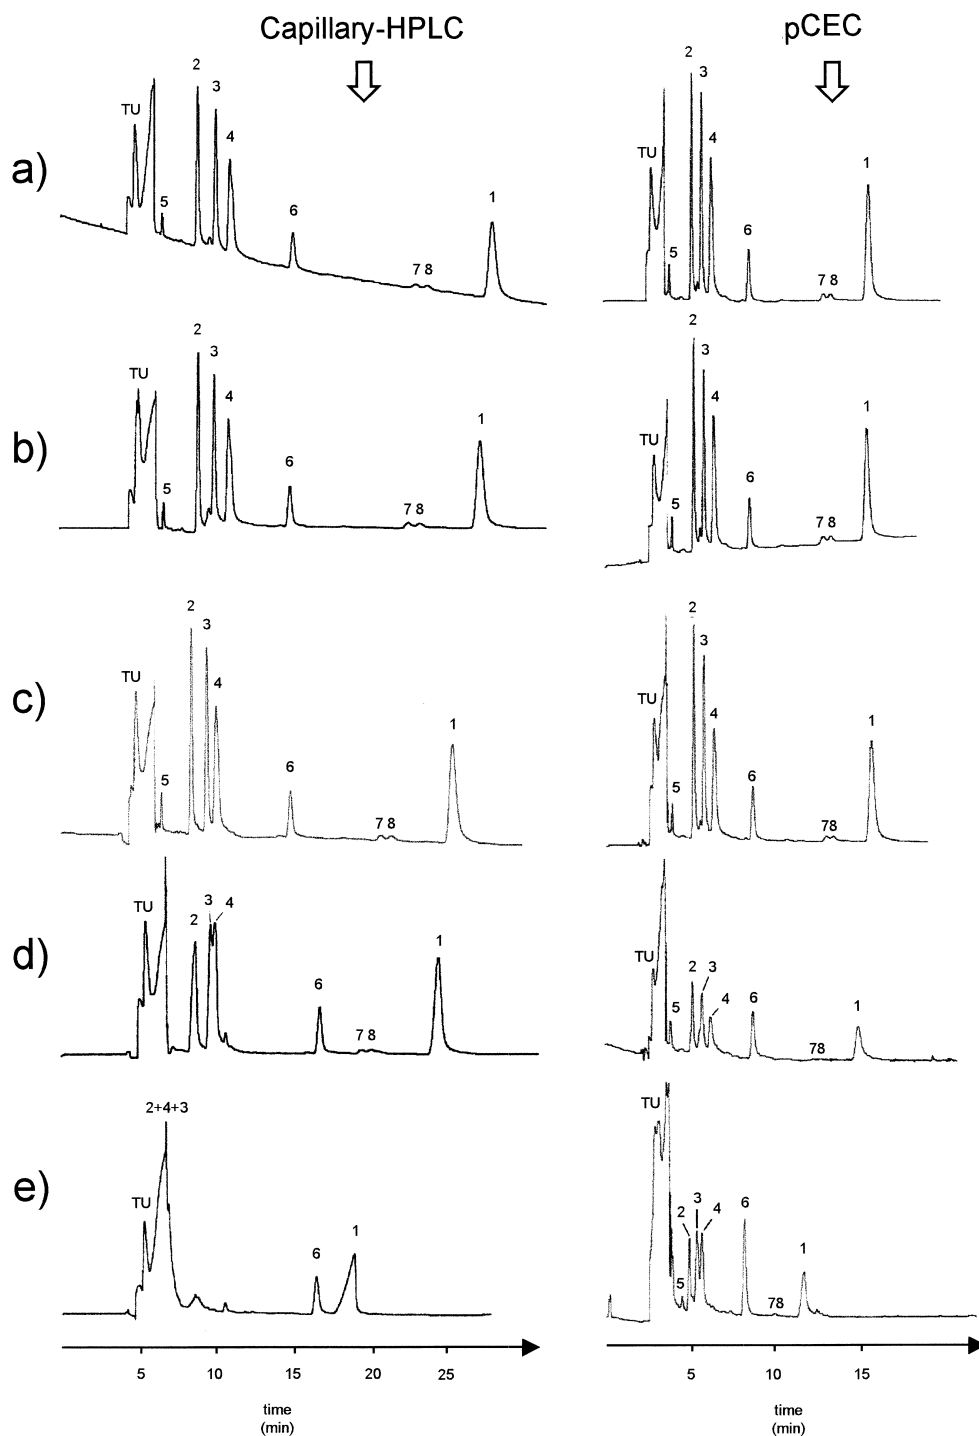 Capillary-HPLC
pCEC
a)
TU 5 2 3 4 6 7 8 1
TU 5 2 3 4 6 7 8 1
b)
TU 5 2 3 4 6 7 8 1
TU 5 2 3 4 6 7 8 1
c)
TU 5 2 3 4 6 7 8 1
TU 5 2 3 4 6 78 1
d)
TU 2 3 4 6 7 8 1
TU 5 2 3 4 6 78 1
e)
TU 2+4+3 6 1
TU 5 2 3 4 6 78 1
5 10 15 20 25
5 10 15
time
(min)
time
(min)